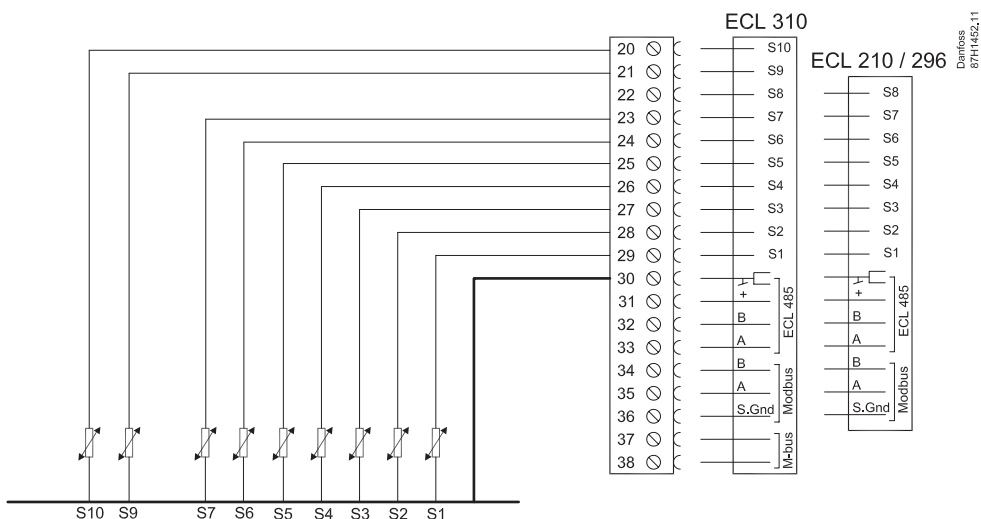 ECL 310
ECL 210 / 296
Danfoss
87H1452.11
20 S10
21 S9
22 S8 S8
23 S7 S7
24 S6 S6
25 S5 S5
26 S4 S4
27 S3 S3
28 S2 S2
29 S1 S1
30
31 + +
32 B B
33 A A
ECL 485
ECL 485
34 B B
35 A A
36 S.Gnd S.Gnd
Modbus
Modbus
37
38
M-bus
S10 S9 S7 S6 S5 S4 S3 S2 S1